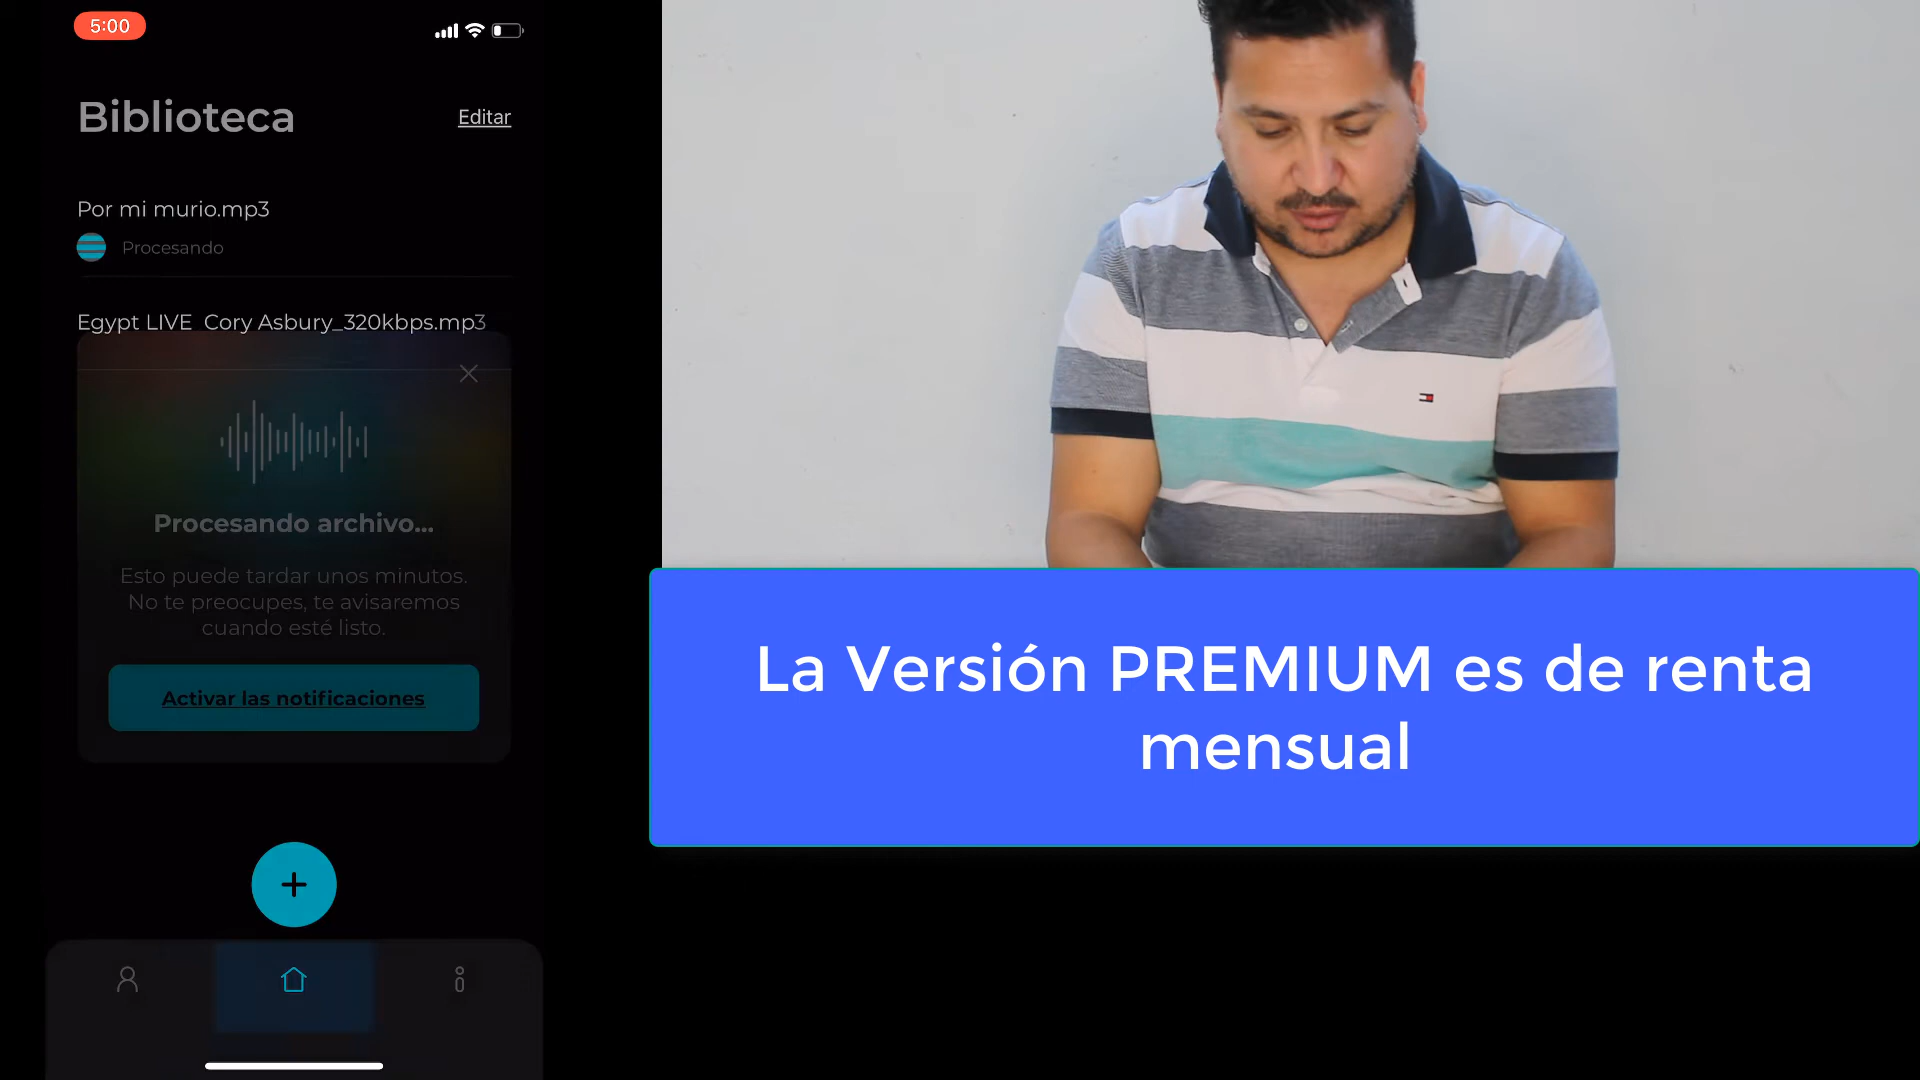 5:00
Biblioteca
Editar
Por mi murio.mp3
Procesando
Egypt LIVE Cory Asbury_320kbps.mp3
Procesando archivo...
Esto puede tardar unos minutos.
No te preocupes, te avisaremos
cuando esté listo.
Activar las notificaciones
La Versión PREMIUM es de renta
mensual